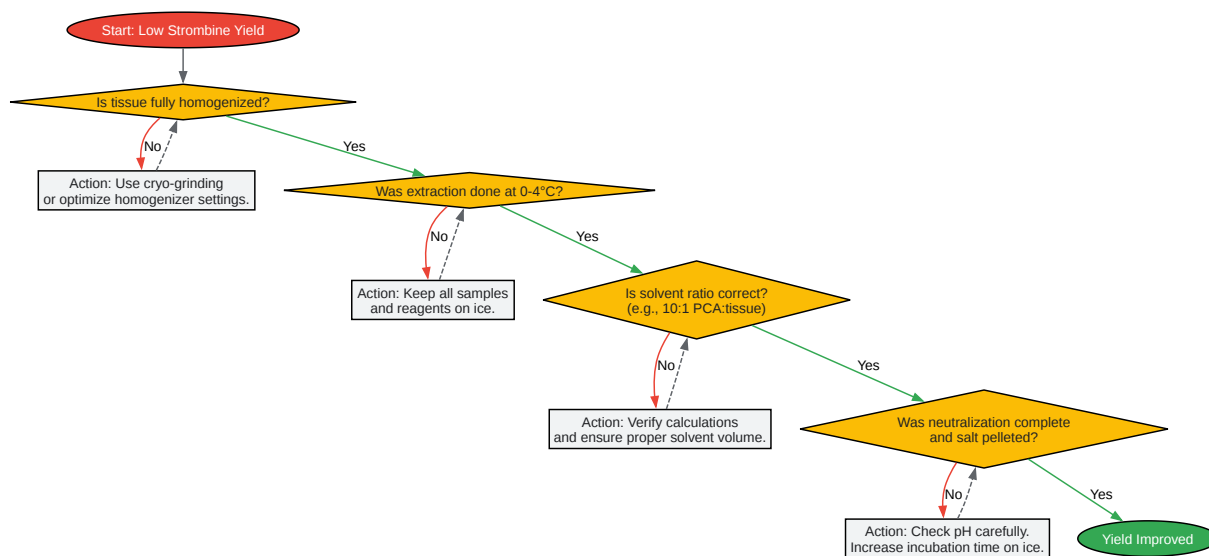 Start: Low Strombine Yield
Is tissue fully homogenized?
No
Yes
Action: Use cryo-grinding
or optimize homogenizer settings.
Was extraction done at 0-4°C?
No
Yes
Action: Keep all samples
and reagents on ice.
Is solvent ratio correct?
(e.g., 10:1 PCA:tissue)
No
Yes
Action: Verify calculations
and ensure proper solvent volume.
Was neutralization complete
and salt pelleted?
No
Yes
Action: Check pH carefully.
Increase incubation time on ice.
Yield Improved